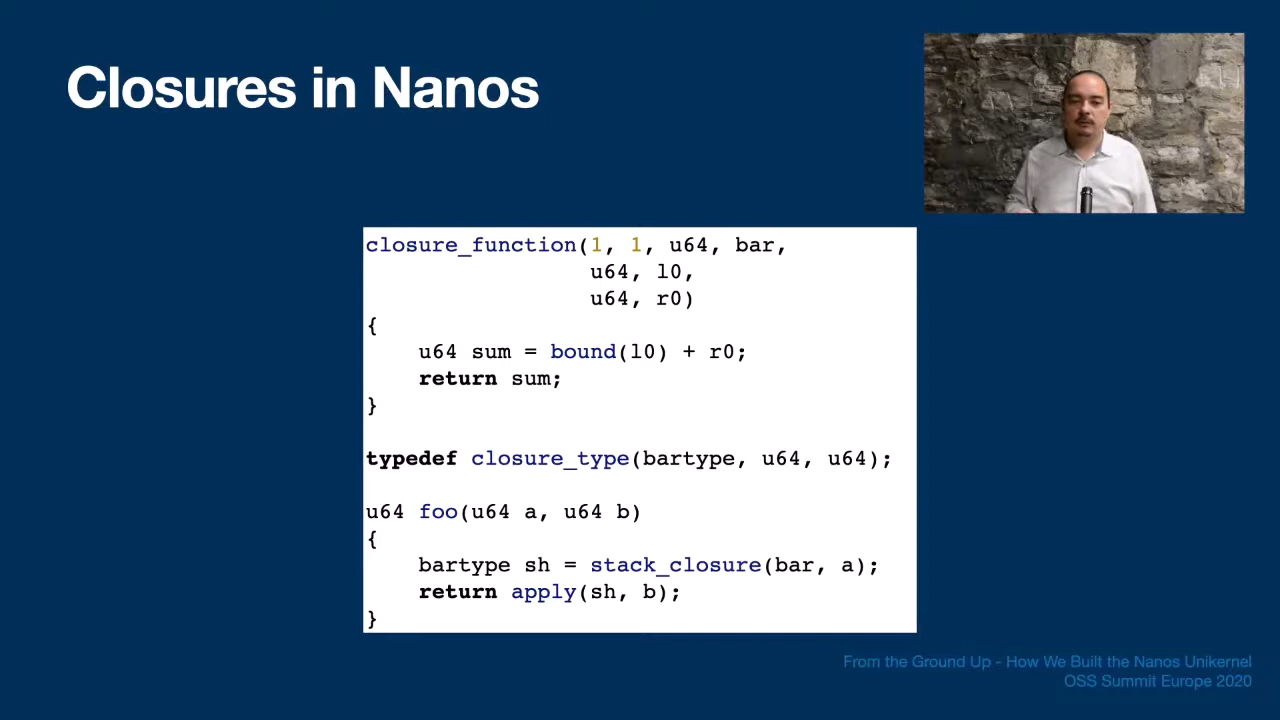 Closures in Nanos
closure_function(1, 1, u64, bar,
                 u64, l0,
                 u64, r0)
{
    u64 sum = bound(l0) + r0;
    return sum;
}
typedef closure_type(bartype, u64, u64);
u64 foo(u64 a, u64 b)
{
    bartype sh = stack_closure(bar, a);
    return apply(sh, b);
}
From the Ground Up - How We Built the Nanos Unikernel
OSS Summit Europe 2020